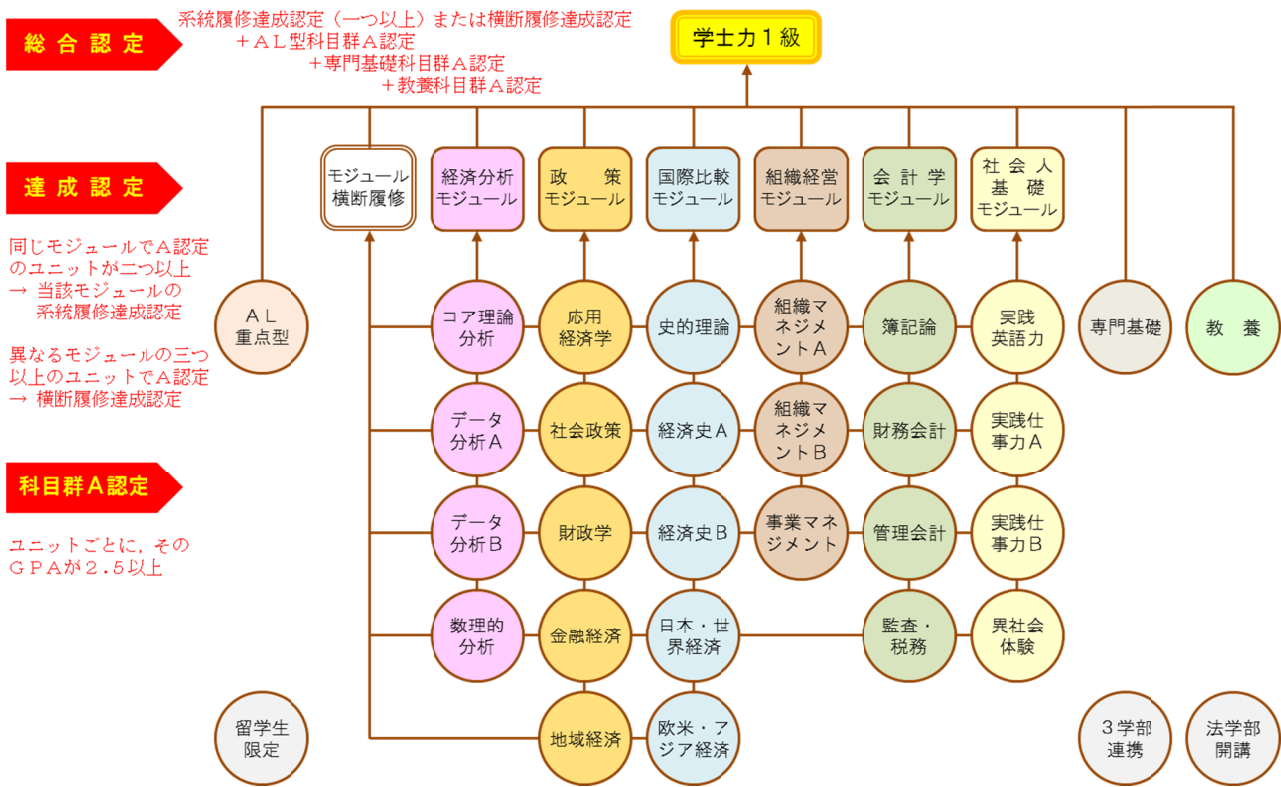 総合認定
系統履修達成認定（一つ以上）または横断履修達成認定
＋ＡＬ型科目群Ａ認定
＋専門基礎科目群Ａ認定
＋教養科目群Ａ認定
学士力１級
達成認定
同じモジュールでＡ認定
のユニットが二つ以上
→ 当該モジュールの
系統履修達成認定
異なるモジュールの三つ
以上のユニットでＡ認定
→ 横断履修達成認定
科目群Ａ認定
ユニットごとに，その
ＧＰＡが２.５以上
モジュール
横断履修
経済分析
モジュール
政策
モジュール
国際比較
モジュール
組織経営
モジュール
会計学
モジュール
社会人
基礎
モジュール
ＡＬ
重点型
コア理論
分析
応用
経済学
史的理論
組織マ
ネジメ
ントＡ
簿記論
実践
英語力
専門基礎
教養
データ
分析Ａ
社会政策
経済史Ａ
組織マ
ネジメ
ントＢ
財務会計
実践仕
事力Ａ
データ
分析Ｂ
財政学
経済史Ｂ
事業マネ
ジメント
管理会計
実践仕
事力Ｂ
数理的
分析
金融経済
日本・世
界経済
監査・
税務
異社会
体験
留学生
限定
地域経済
欧米・ア
ジア経済
３学部
連携
法学部
開講